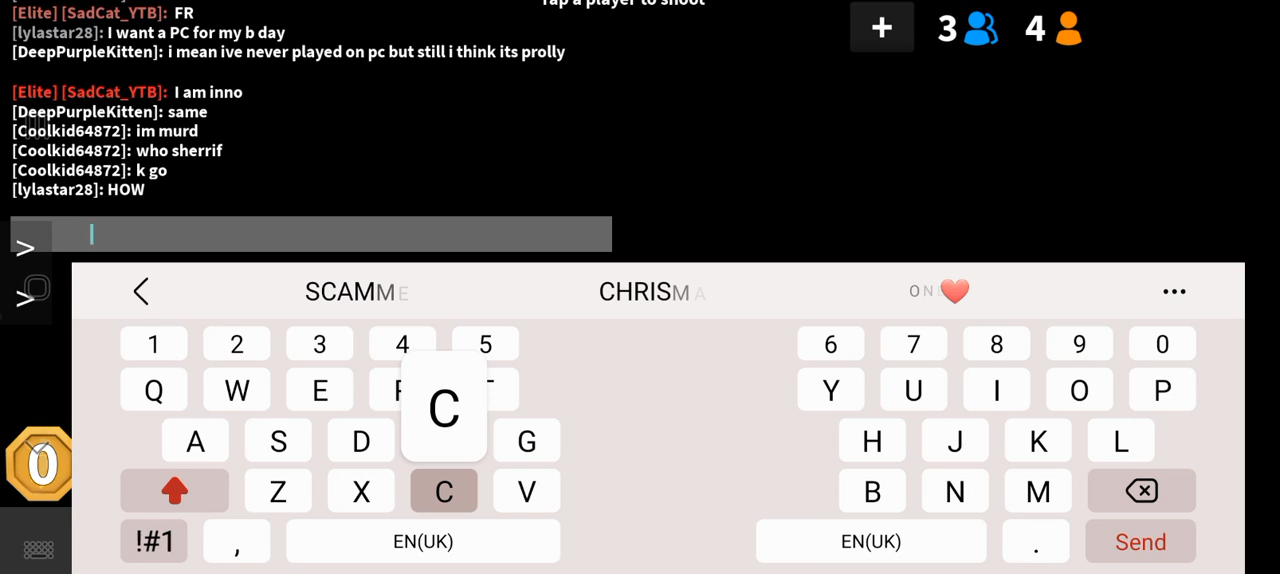 Tap a player to shoot
[Elite] [SadCat_YTB]: FR
[lylastar28]: I want a PC for my b day
[DeepPurpleKitten]: i mean ive never played on pc but still i think its prolly
[Elite] [SadCat_YTB]: I am inno
[DeepPurpleKitten]: same
[Coolkid64872]: im murd
[Coolkid64872]: who sherrif
[Coolkid64872]: k go
[lylastar28]: HOW
+ 3 4
>
>
SCAMME CHRISMA ON ...
1 2 3 4 5 6 7 8 9 0
Q W E Y U I O P
C
A S D G H J K L
Z X C V B N M
!#1 , EN(UK) EN(UK) . Send
0